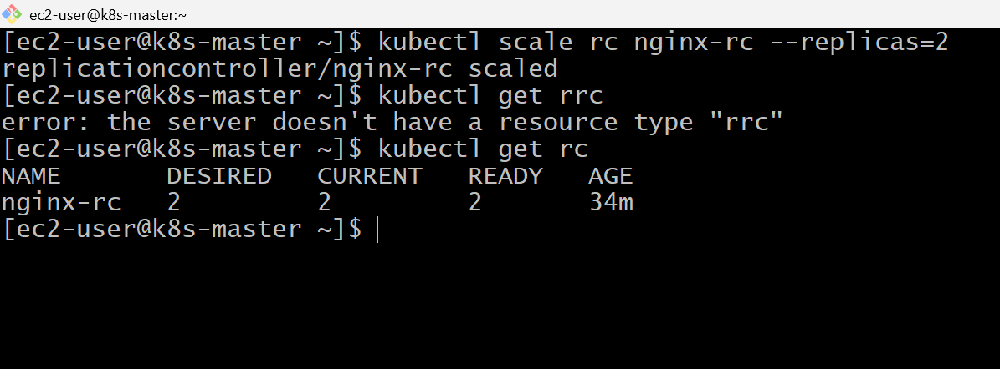 ec2-user@k8s-master:~
[ec2-user@k8s-master ~]$ kubectl scale rc nginx-rc --replicas=2
replicationcontroller/nginx-rc scaled
[ec2-user@k8s-master ~]$ kubectl get rrc
error: the server doesn't have a resource type "rrc"
[ec2-user@k8s-master ~]$ kubectl get rc
NAME       DESIRED   CURRENT   READY   AGE
nginx-rc   2         2         2       34m
[ec2-user@k8s-master ~]$